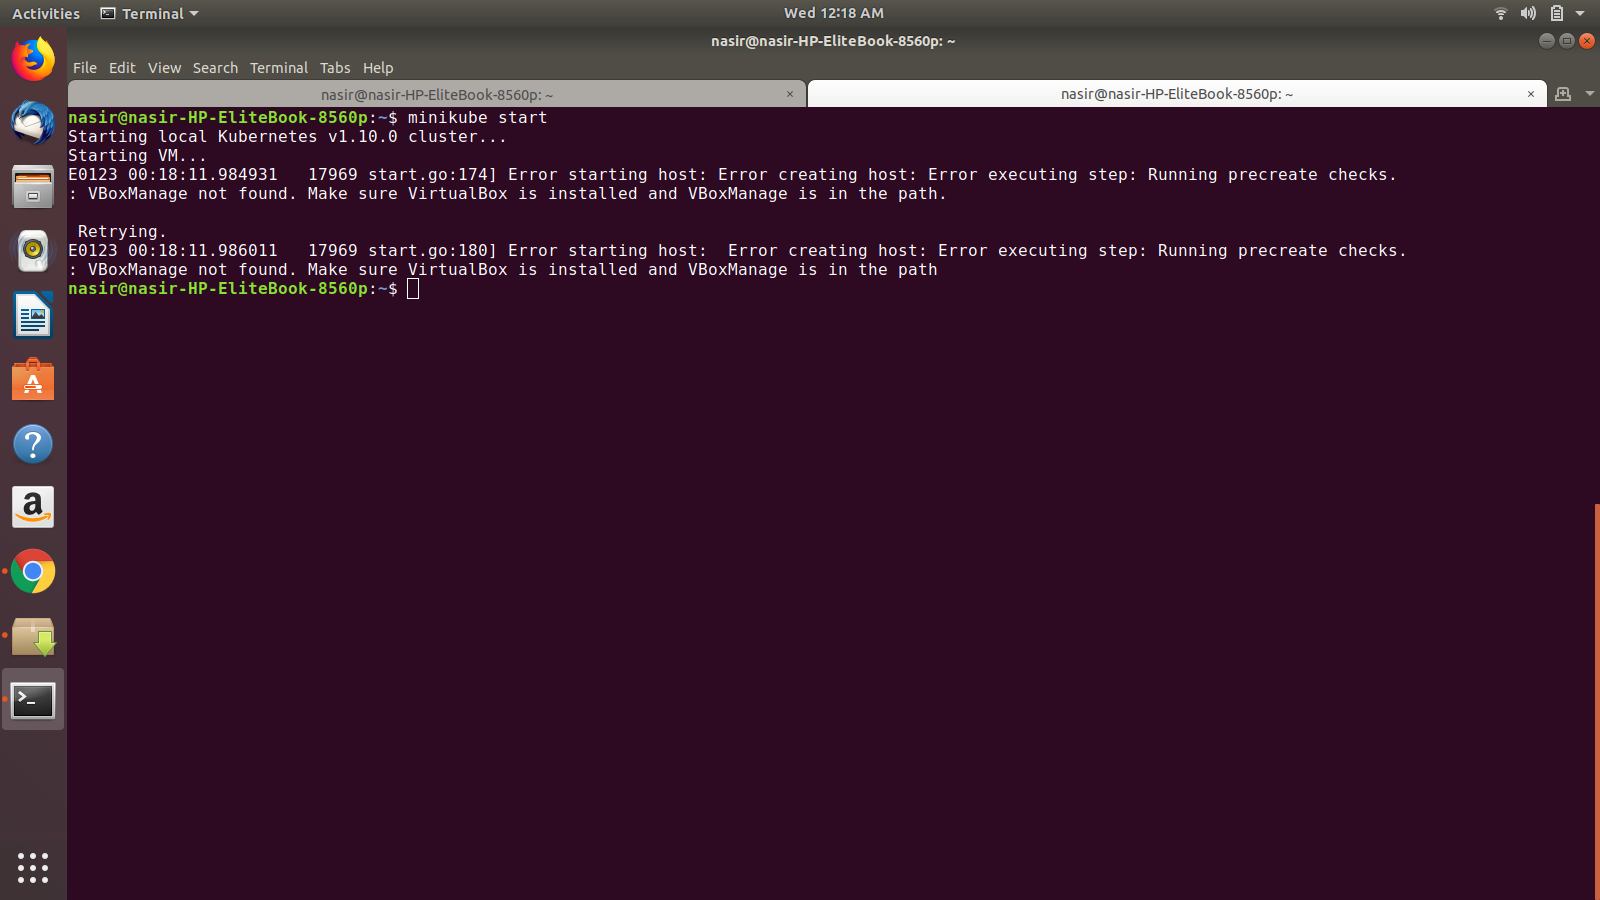 Activities Terminal Wed 12:18 AM
nasir@nasir-HP-EliteBook-8560p: ~
File Edit View Search Terminal Tabs Help
nasir@nasir-HP-EliteBook-8560p: ~ × nasir@nasir-HP-EliteBook-8560p: ~ ×
nasir@nasir-HP-EliteBook-8560p:~$ minikube start
Starting local Kubernetes v1.10.0 cluster...
Starting VM...
E0123 00:18:11.984931   17969 start.go:174] Error starting host: Error creating host: Error executing step: Running precreate checks.
: VBoxManage not found. Make sure VirtualBox is installed and VBoxManage is in the path.
 Retrying.
E0123 00:18:11.986011   17969 start.go:180] Error starting host:  Error creating host: Error executing step: Running precreate checks.
: VBoxManage not found. Make sure VirtualBox is installed and VBoxManage is in the path
nasir@nasir-HP-EliteBook-8560p:~$